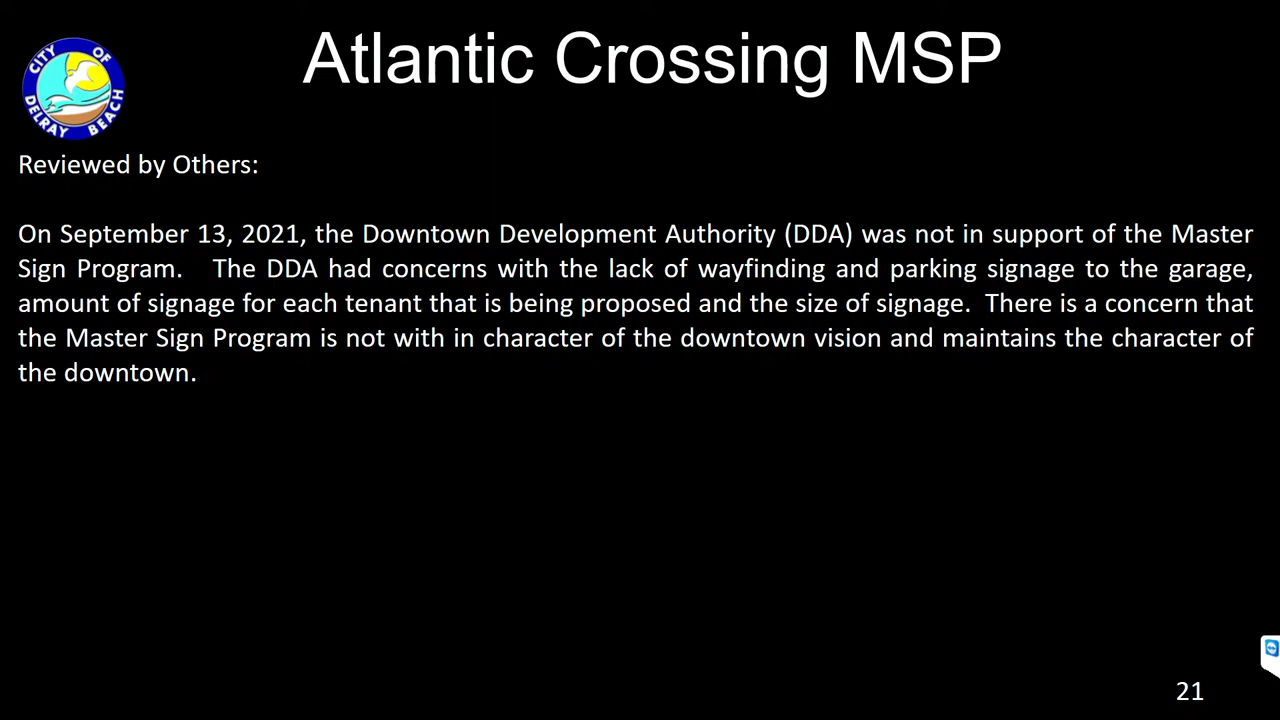 Atlantic Crossing MSP
CITY OF
DELRAY BEACH
Reviewed by Others:
On September 13, 2021, the Downtown Development Authority (DDA) was not in support of the Master
Sign Program. The DDA had concerns with the lack of wayfinding and parking signage to the garage,
amount of signage for each tenant that is being proposed and the size of signage. There is a concern that
the Master Sign Program is not with in character of the downtown vision and maintains the character of
the downtown.
21